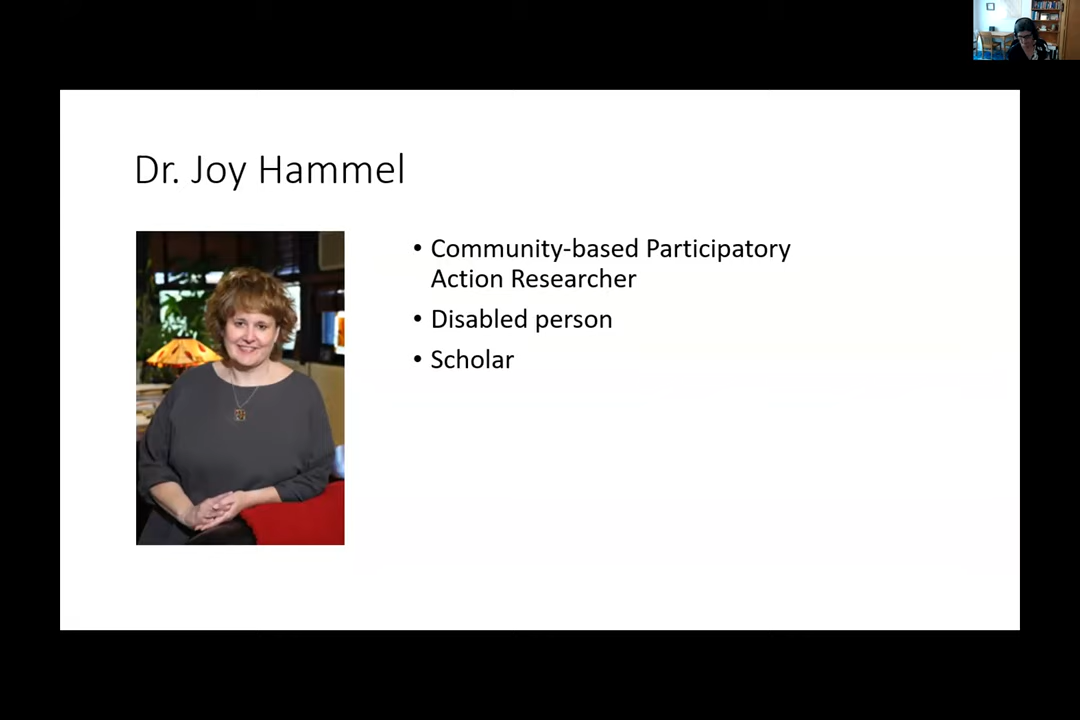 Dr. Joy Hammel
• Community-based Participatory
Action Researcher
• Disabled person
• Scholar